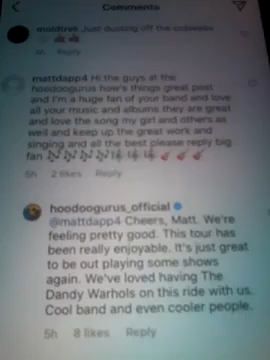 Comments
Just dusting off the cobwebs
Reply
mattdapp4 Hi the guys at the
hoodoogurus how's things great post
and I'm a huge fan of your band and love
all your music and albums they are great
and love the song my girl and others as
well and keep up the great work and
singing and all the best please reply big
fan 🎶🎶🎶🎶🎼🎼🎼🎸🎸🎸
5h 2 likes Reply
hoodoogurus_official
@mattdapp4 Cheers, Matt. We're
feeling pretty good. This tour has
been really enjoyable. It's just great
to be out playing some shows
again. We've loved having The
Dandy Warhols on this ride with us.
Cool band and even cooler people.
5h 8 likes Reply